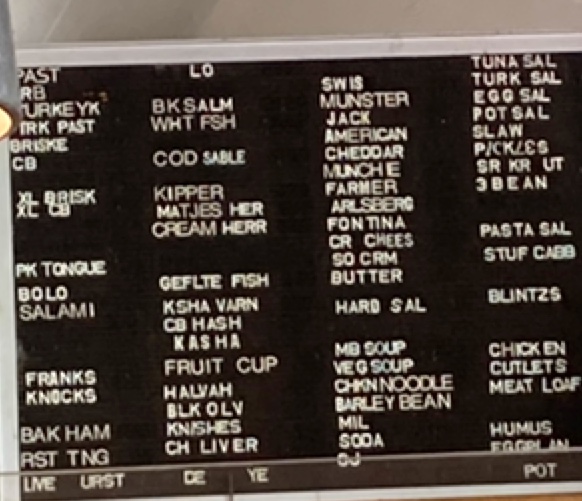 PAST
RB
TURKEYK
TRK PAST
BRISKE
CB
XL BRISK
XL CB
PK TONGUE
BOLO
SALAMI
FRANKS
KNOCKS
BAK HAM
RST TNG
LIVE URST
LO
BK SALM
WHT FSH
COD SABLE
KIPPER
MATJES HER
CREAM HERR
GEFLTE FISH
KSHA VARN
CB HASH
KASHA
FRUIT CUP
HALVAH
BLK OLV
KNISHES
CH LIVER
DE YE
SWIS
MUNSTER
JACK
AMERICAN
CHEDDAR
MUNCHIE
FARMER
ARLSBERG
FONTINA
CR CHEES
SO CRM
BUTTER
HARD SAL
MB SOUP
VEG SOUP
CHKN NOODLE
BARLEY BEAN
MIL
SODA
OJ
TUNA SAL
TURK SAL
EGG SAL
POT SAL
SLAW
PICKLES
SR KR UT
3 BEAN
PASTA SAL
STUF CABB
BLINTZS
CHICKEN
CUTLETS
MEAT LOAF
HUMUS
EGGPLAN
POT